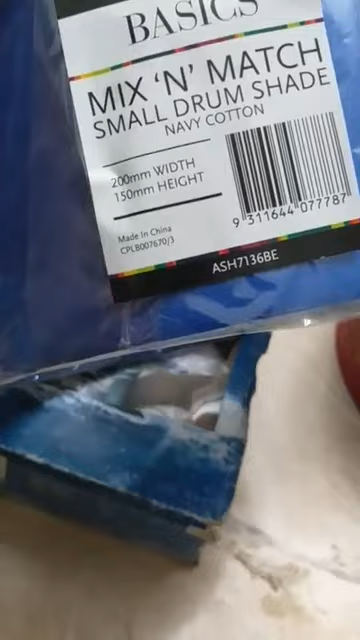 BASICS
MIX 'N' MATCH
SMALL DRUM SHADE
NAVY COTTON
200mm WIDTH
150mm HEIGHT
Made In China
CPLB007670/3
9 311644 077787
ASH7136BE